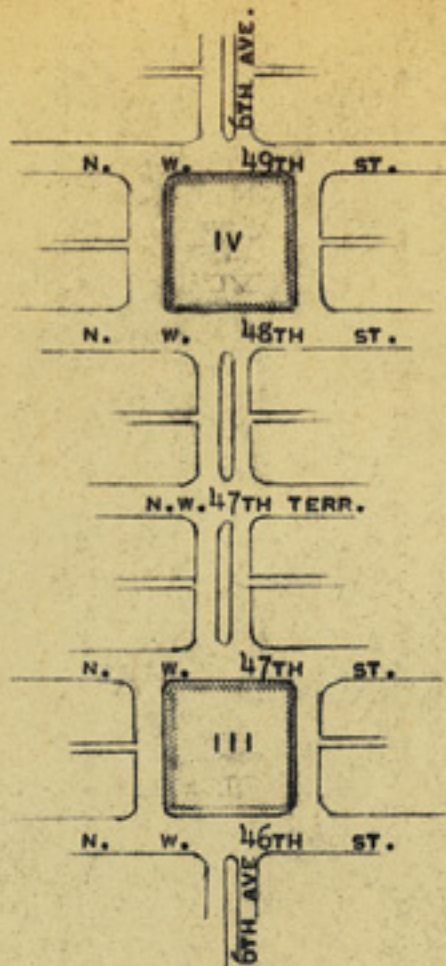 6TH AVE.
N. W. 49TH ST.
IV
N. W. 48TH ST.
N.W. 47TH TERR.
N. W. 47TH ST.
III
N. W. 46TH ST.
6TH AVE